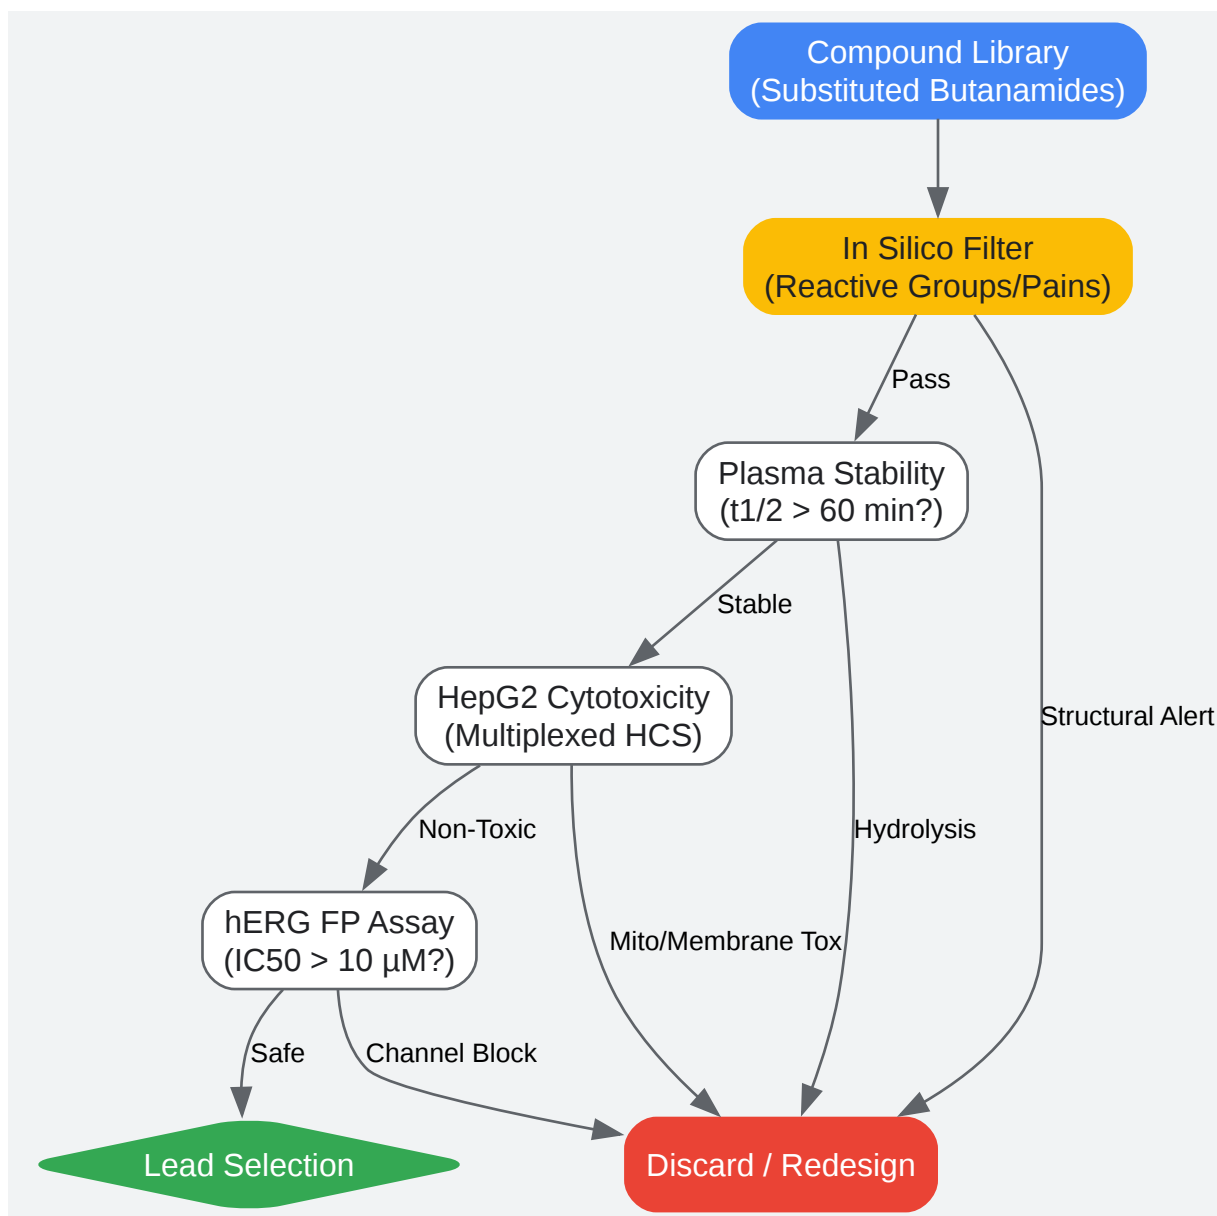 Compound Library
(Substituted Butanamides)
In Silico Filter
(Reactive Groups/Pains)
Pass
Plasma Stability
(t1/2 > 60 min?)
Stable
HepG2 Cytotoxicity
(Multiplexed HCS)
Structural Alert
Non-Toxic
Hydrolysis
hERG FP Assay
(IC50 > 10 µM?)
Mito/Membrane Tox
Safe
Channel Block
Lead Selection
Discard / Redesign